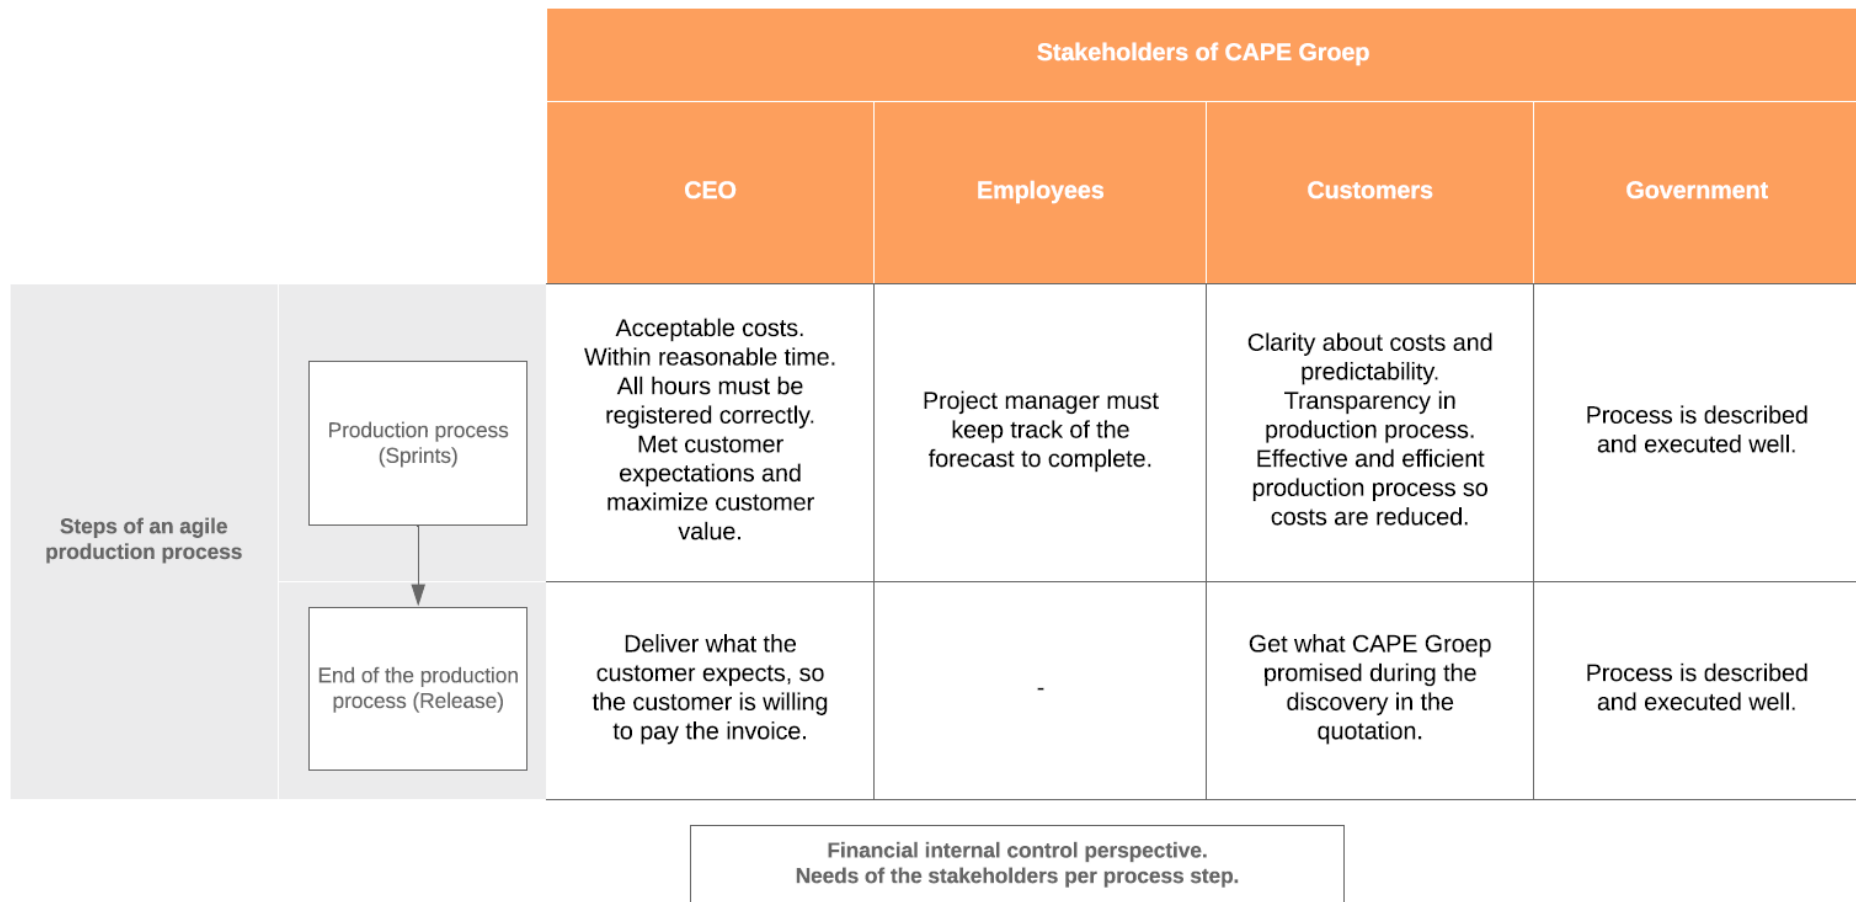 Stakeholders of CAPE Groep
CEO
Employees
Customers
Government
Steps of an agile
production process
Production process
(Sprints)
Acceptable costs.
Within reasonable time.
All hours must be
registered correctly.
Met customer
expectations and
maximize customer
value.
Project manager must
keep track of the
forecast to complete.
Clarity about costs and
predictability.
Transparency in
production process.
Effective and efficient
production process so
costs are reduced.
Process is described
and executed well.
End of the production
process (Release)
Deliver what the
customer expects, so
the customer is willing
to pay the invoice.
-
Get what CAPE Groep
promised during the
discovery in the
quotation.
Process is described
and executed well.
Financial internal control perspective.
Needs of the stakeholders per process step.